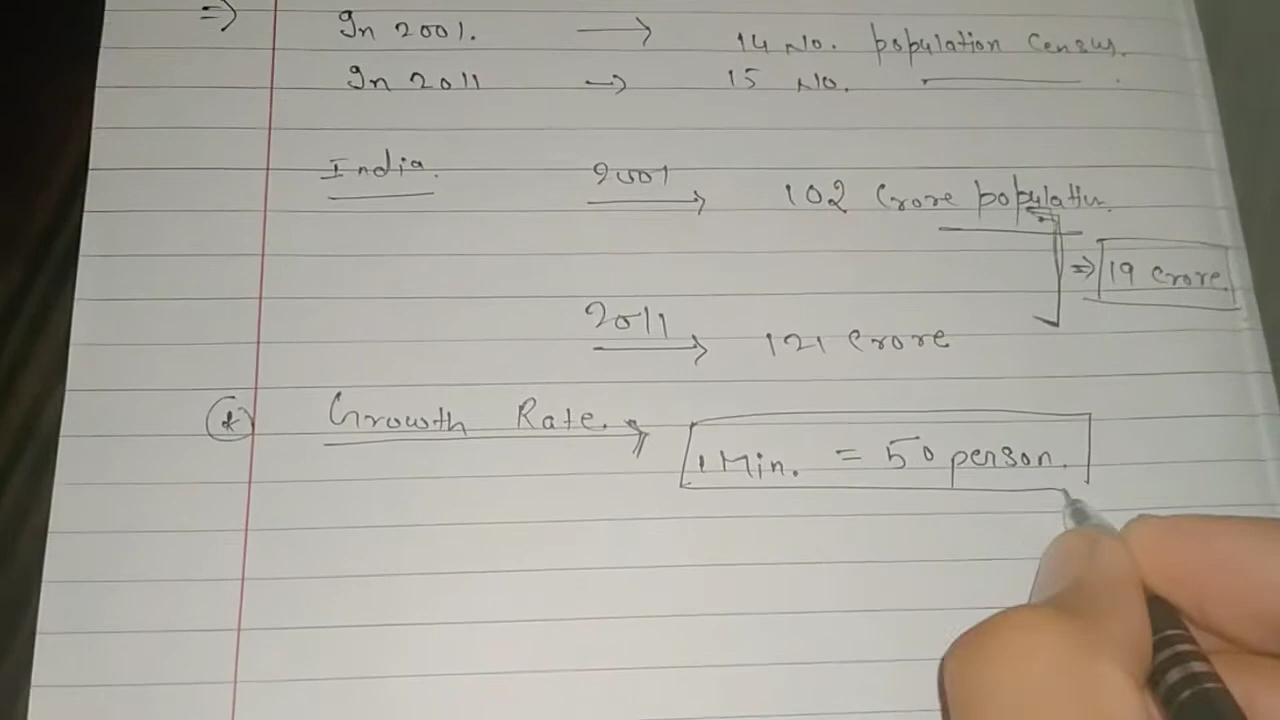 => In 2001. → 14 No. population Census.
In 2011 → 15 No. ———
India. 2001 → 102 Crore population
=> 19 Crore
2011 → 121 Crore
* Growth Rate. → 1 Min. = 50 person.